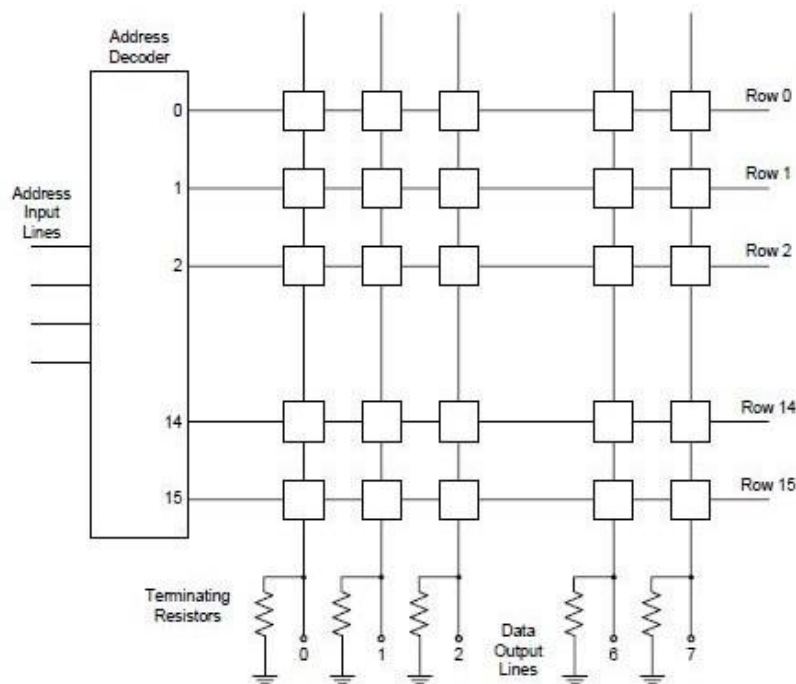 Address
Decoder
0
Row 0
1
Row 1
Address
Input
Lines
2
Row 2
14
Row 14
15
Row 15
Terminating
Resistors
0
1
2
Data
Output
Lines
6
7